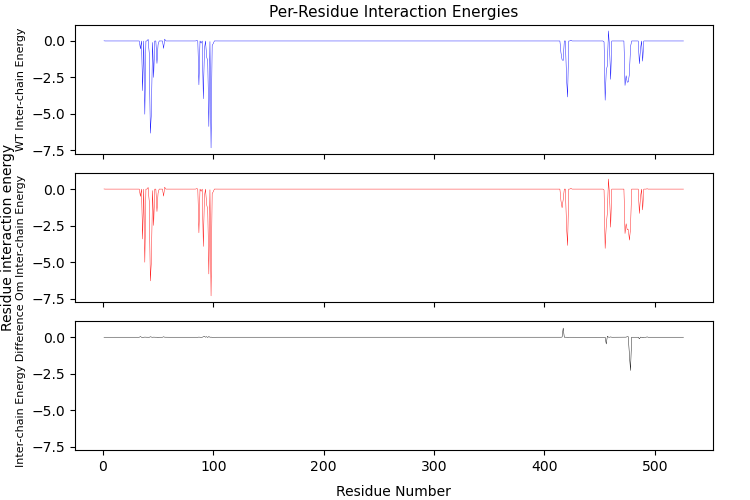 Per-Residue Interaction Energies
WT Inter-chain Energy
0.0
−2.5
−5.0
−7.5
Residue interaction energy
Om Inter-chain Energy
0.0
−2.5
−5.0
−7.5
Inter-chain Energy Difference
0.0
−2.5
−5.0
−7.5
0 100 200 300 400 500
Residue Number